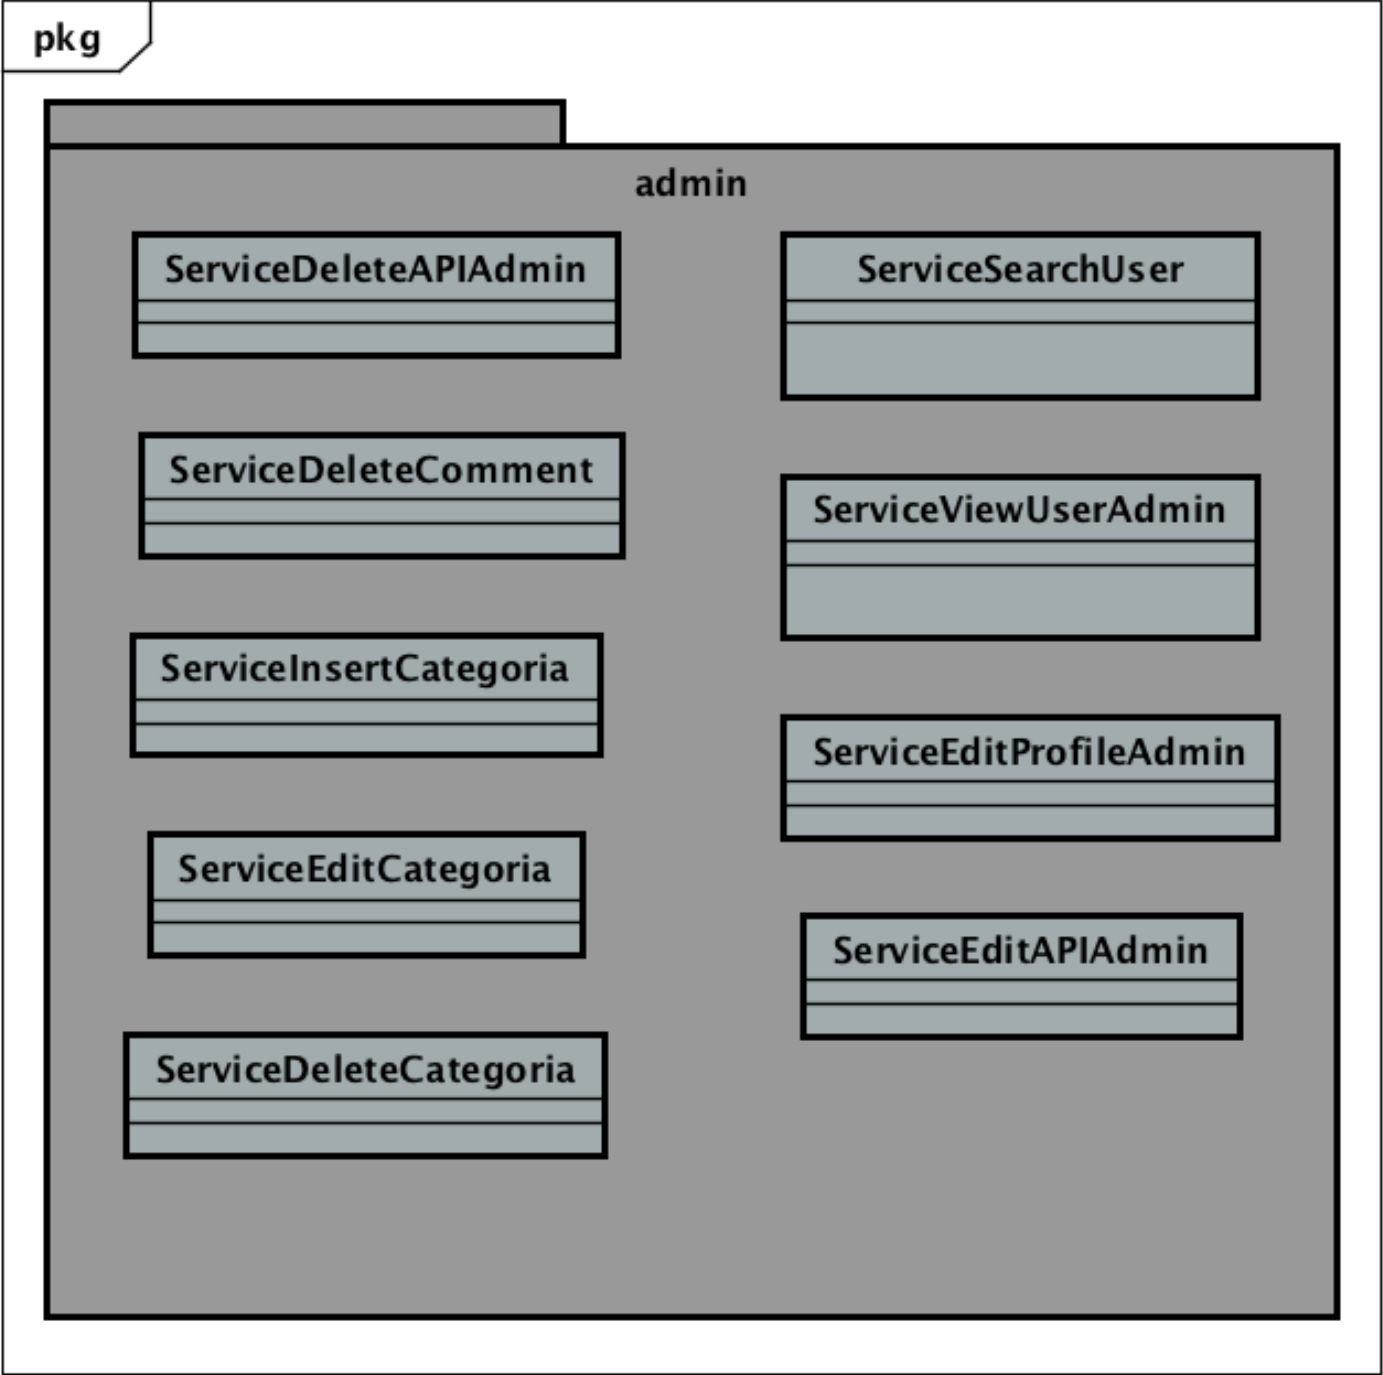 pkg
admin
ServiceDeleteAPIAdmin
ServiceDeleteComment
ServiceInsertCategoria
ServiceEditCategoria
ServiceDeleteCategoria
ServiceSearchUser
ServiceViewUserAdmin
ServiceEditProfileAdmin
ServiceEditAPIAdmin